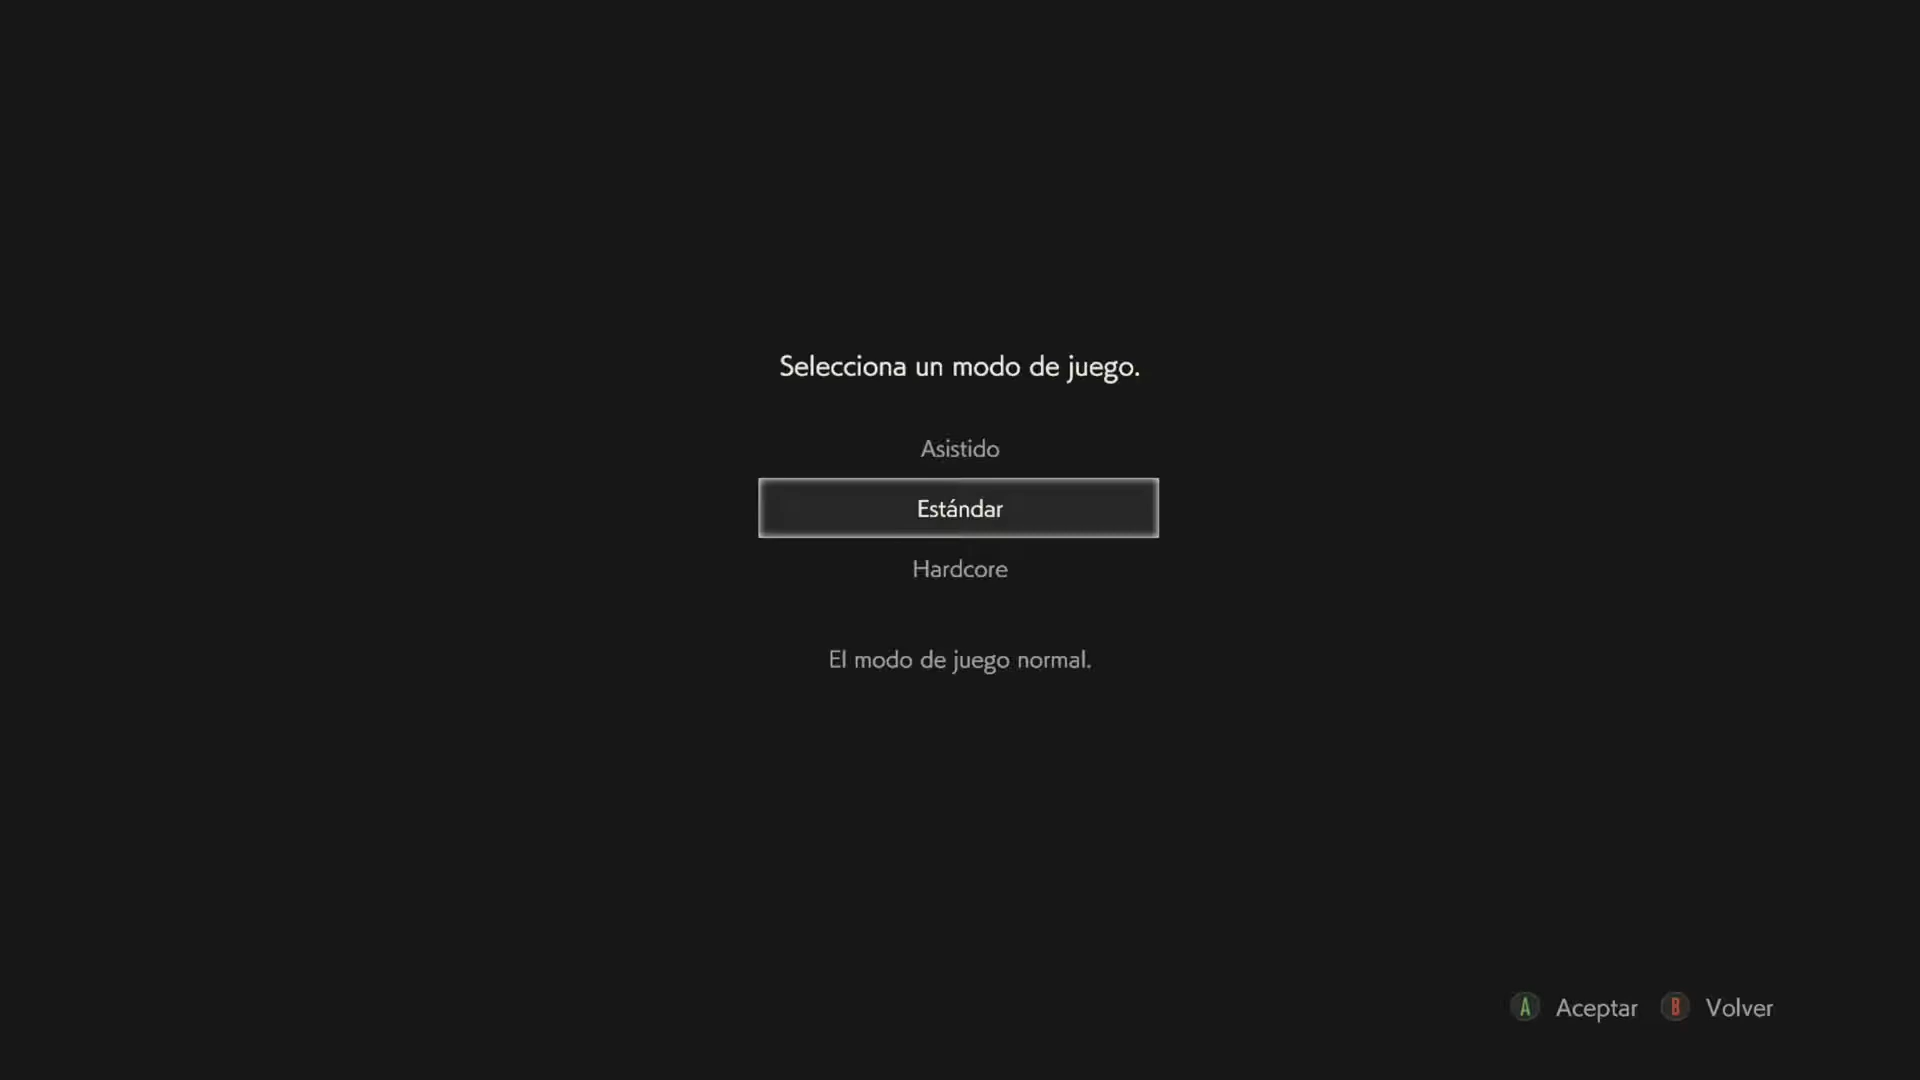 Selecciona un modo de juego.
Asistido
Estándar
Hardcore
El modo de juego normal.
A Aceptar B Volver